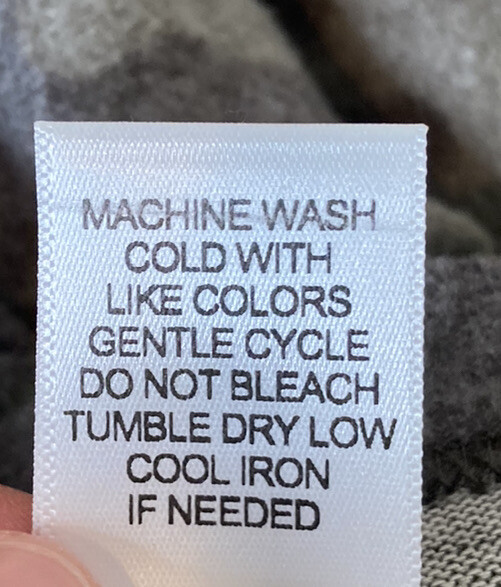 MACHINE WASH
COLD WITH
LIKE COLORS
GENTLE CYCLE
DO NOT BLEACH
TUMBLE DRY LOW
COOL IRON
IF NEEDED